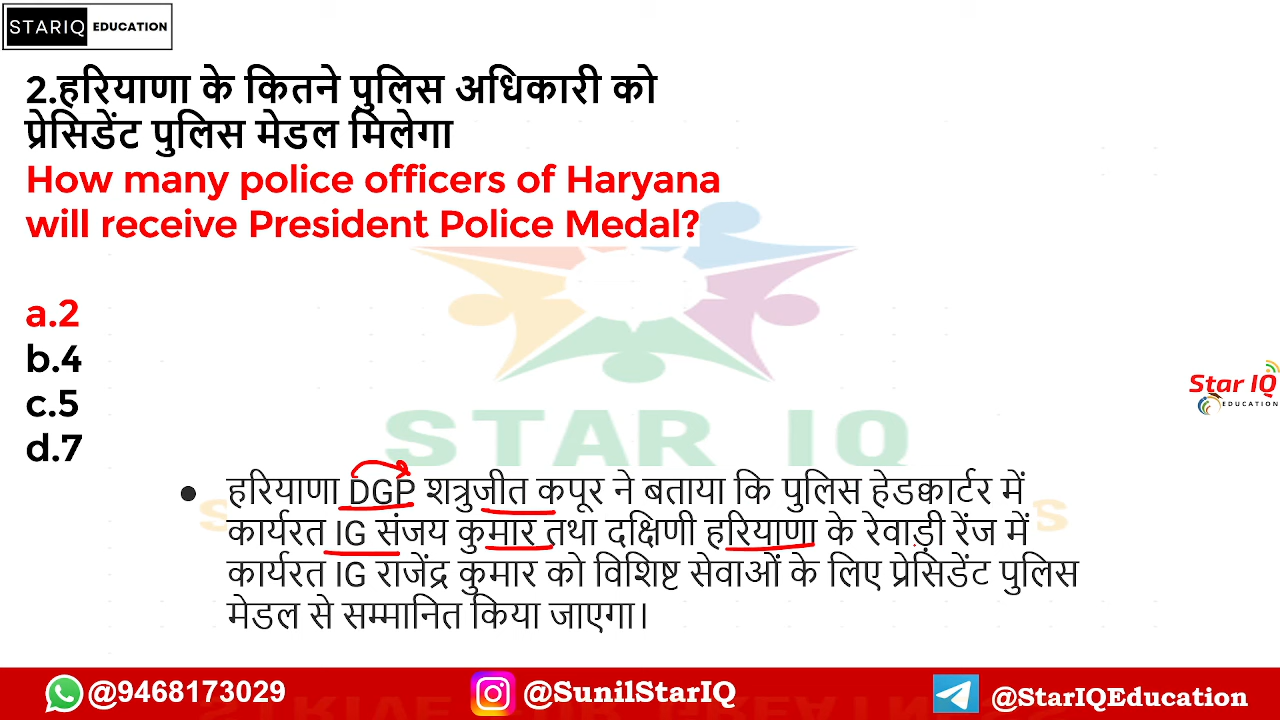 STARIQ EDUCATION
2.हरियाणा के कितने पुलिस अधिकारी को
प्रेसिडेंट पुलिस मेडल मिलेगा
How many police officers of Haryana
will receive President Police Medal?
a.2
b.4
c.5
d.7
Star IQ
EDUCATION
STAR IQ
• हरियाणा DGP शत्रुजीत कपूर ने बताया कि पुलिस हेडक्वार्टर में
कार्यरत IG संजय कुमार तथा दक्षिणी हरियाणा के रेवाड़ी रेंज में
कार्यरत IG राजेंद्र कुमार को विशिष्ट सेवाओं के लिए प्रेसिडेंट पुलिस
मेडल से सम्मानित किया जाएगा।
@9468173029 @SunilStarIQ @StarIQEducation